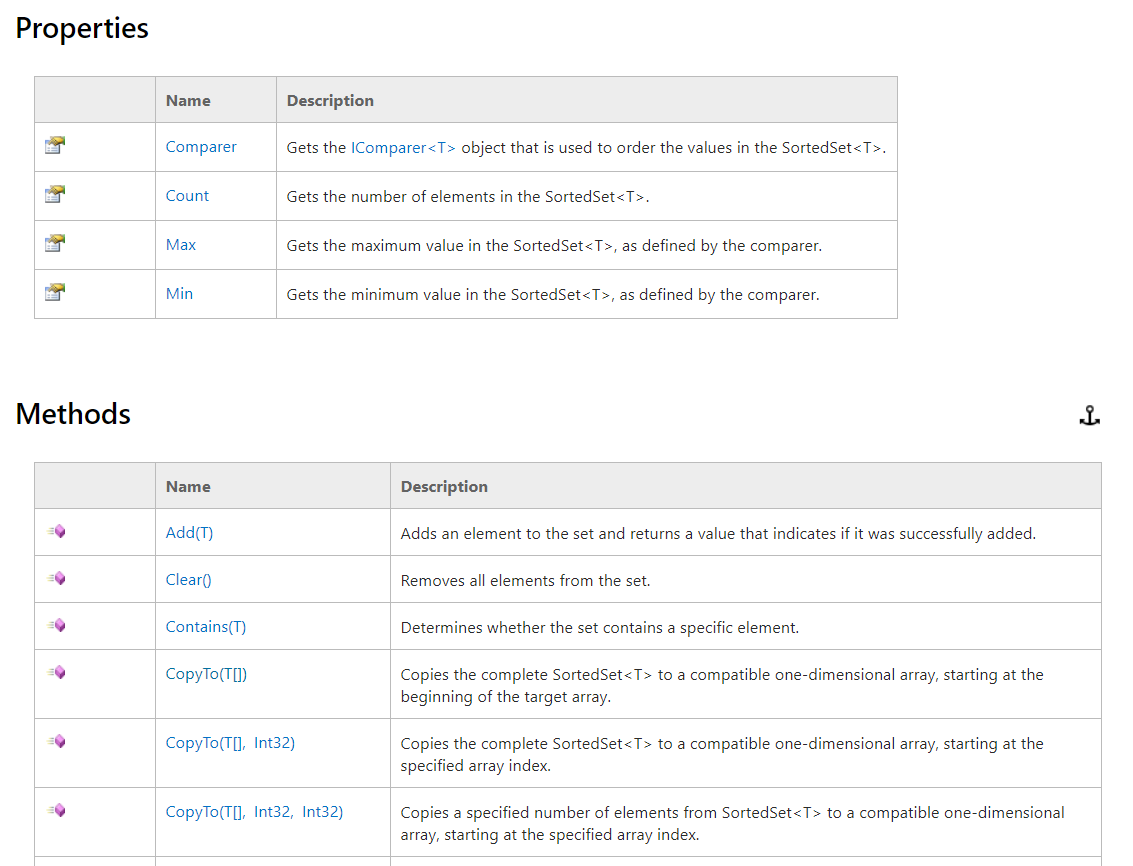 Properties
Name Description
Comparer Gets the IComparer<T> object that is used to order the values in the SortedSet<T>.
Count Gets the number of elements in the SortedSet<T>.
Max Gets the maximum value in the SortedSet<T>, as defined by the comparer.
Min Gets the minimum value in the SortedSet<T>, as defined by the comparer.
Methods
Name Description
Add(T) Adds an element to the set and returns a value that indicates if it was successfully added.
Clear() Removes all elements from the set.
Contains(T) Determines whether the set contains a specific element.
CopyTo(T[]) Copies the complete SortedSet<T> to a compatible one-dimensional array, starting at the
beginning of the target array.
CopyTo(T[], Int32) Copies the complete SortedSet<T> to a compatible one-dimensional array, starting at the
specified array index.
CopyTo(T[], Int32, Int32) Copies a specified number of elements from SortedSet<T> to a compatible one-dimensional
array, starting at the specified array index.